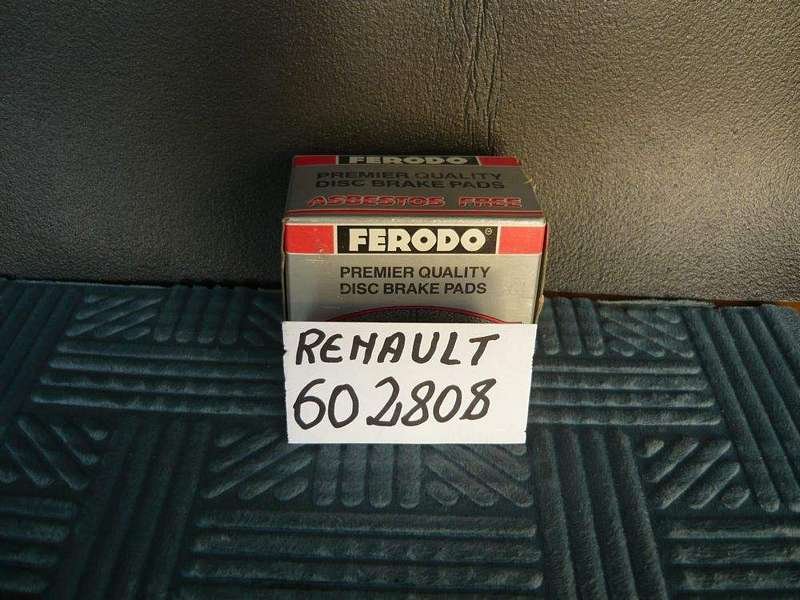 FERODO
PREMIER QUALITY
DISC BRAKE PADS
ASBESTOS FREE
FERODO
PREMIER QUALITY
DISC BRAKE PADS
RENAULT
602808